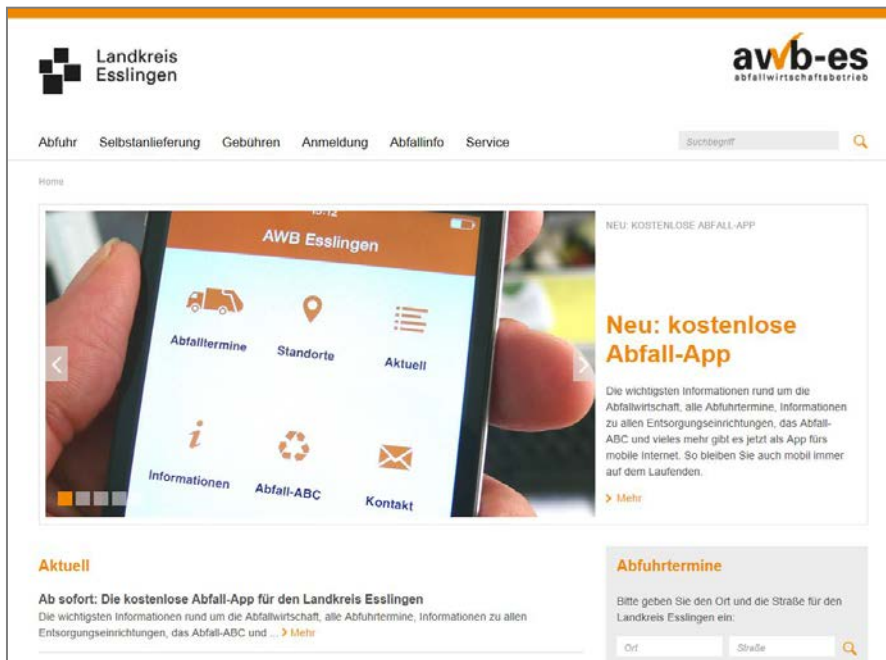 Landkreis
Esslingen
awb-es
abfallwirtschaftsbetrieb
Abfuhr Selbstanlieferung Gebühren Anmeldung Abfallinfo Service
Suchbegriff
Home
AWB Esslingen
Abfalltermine Standorte Aktuell
Informationen Abfall-ABC Kontakt
NEU: KOSTENLOSE ABFALL-APP
Neu: kostenlose
Abfall-App
Die wichtigsten Informationen rund um die
Abfallwirtschaft, alle Abfuhrtermine, Informationen
zu allen Entsorgungseinrichtungen, das Abfall-
ABC und vieles mehr gibt es jetzt als App fürs
mobile Internet. So bleiben Sie auch mobil immer
auf dem Laufenden.
Mehr
Aktuell
Ab sofort: Die kostenlose Abfall-App für den Landkreis Esslingen
Die wichtigsten Informationen rund um die Abfallwirtschaft, alle Abfuhrtermine, Informationen zu allen
Entsorgungseinrichtungen, das Abfall-ABC und ... Mehr
Abfuhrtermine
Bitte geben Sie den Ort und die Straße für den
Landkreis Esslingen ein:
Ort Straße